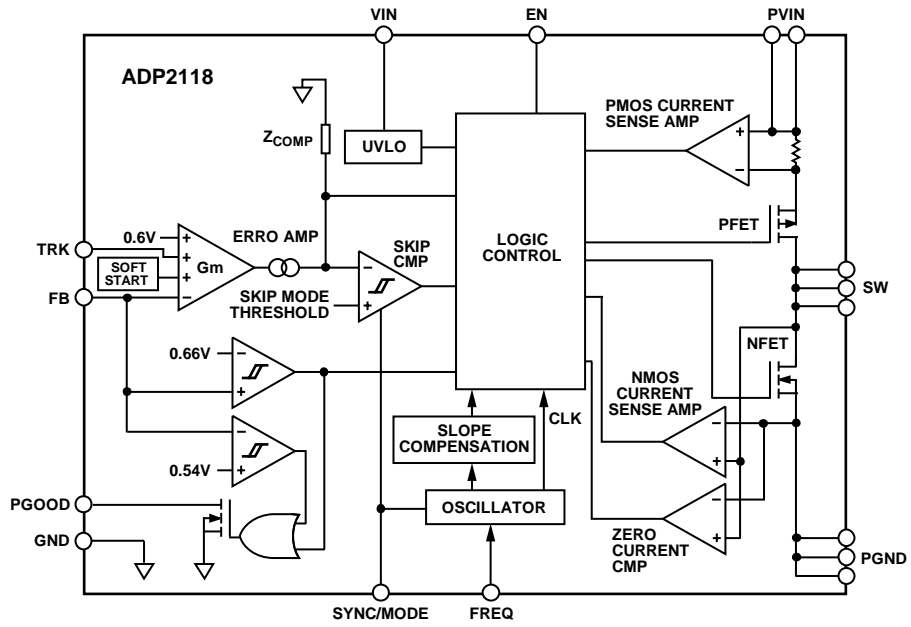 VIN
EN
PVIN
ADP2118
PMOS CURRENT
SENSE AMP
+
−
ZCOMP
UVLO
LOGIC
CONTROL
PFET
TRK
0.6V
+
+
+
−
Gm
ERRO AMP
SOFT
START
FB
SKIP
CMP
−
+
SKIP MODE
THRESHOLD
SW
NFET
0.66V
−
+
NMOS
CURRENT
SENSE AMP
−
+
CLK
SLOPE
COMPENSATION
−
+
0.54V
OSCILLATOR
−
+
ZERO
CURRENT
CMP
PGOOD
GND
PGND
SYNC/MODE
FREQ